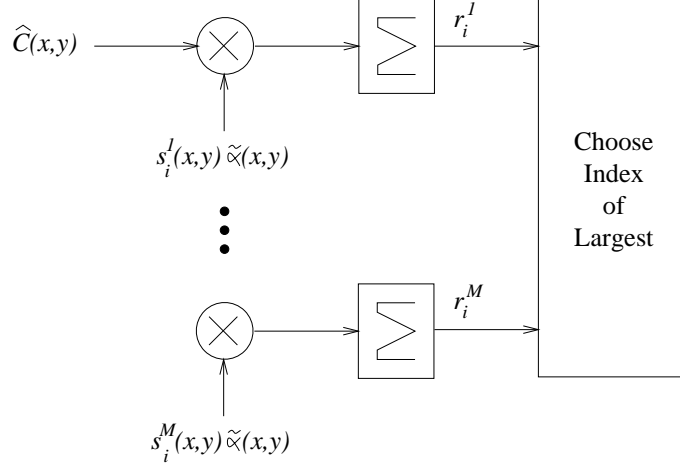 Ĉ(x,y)
r_i^1
s_i^1(x,y) α̃(x,y)
Choose
Index
of
Largest
r_i^M
s_i^M(x,y) α̃(x,y)